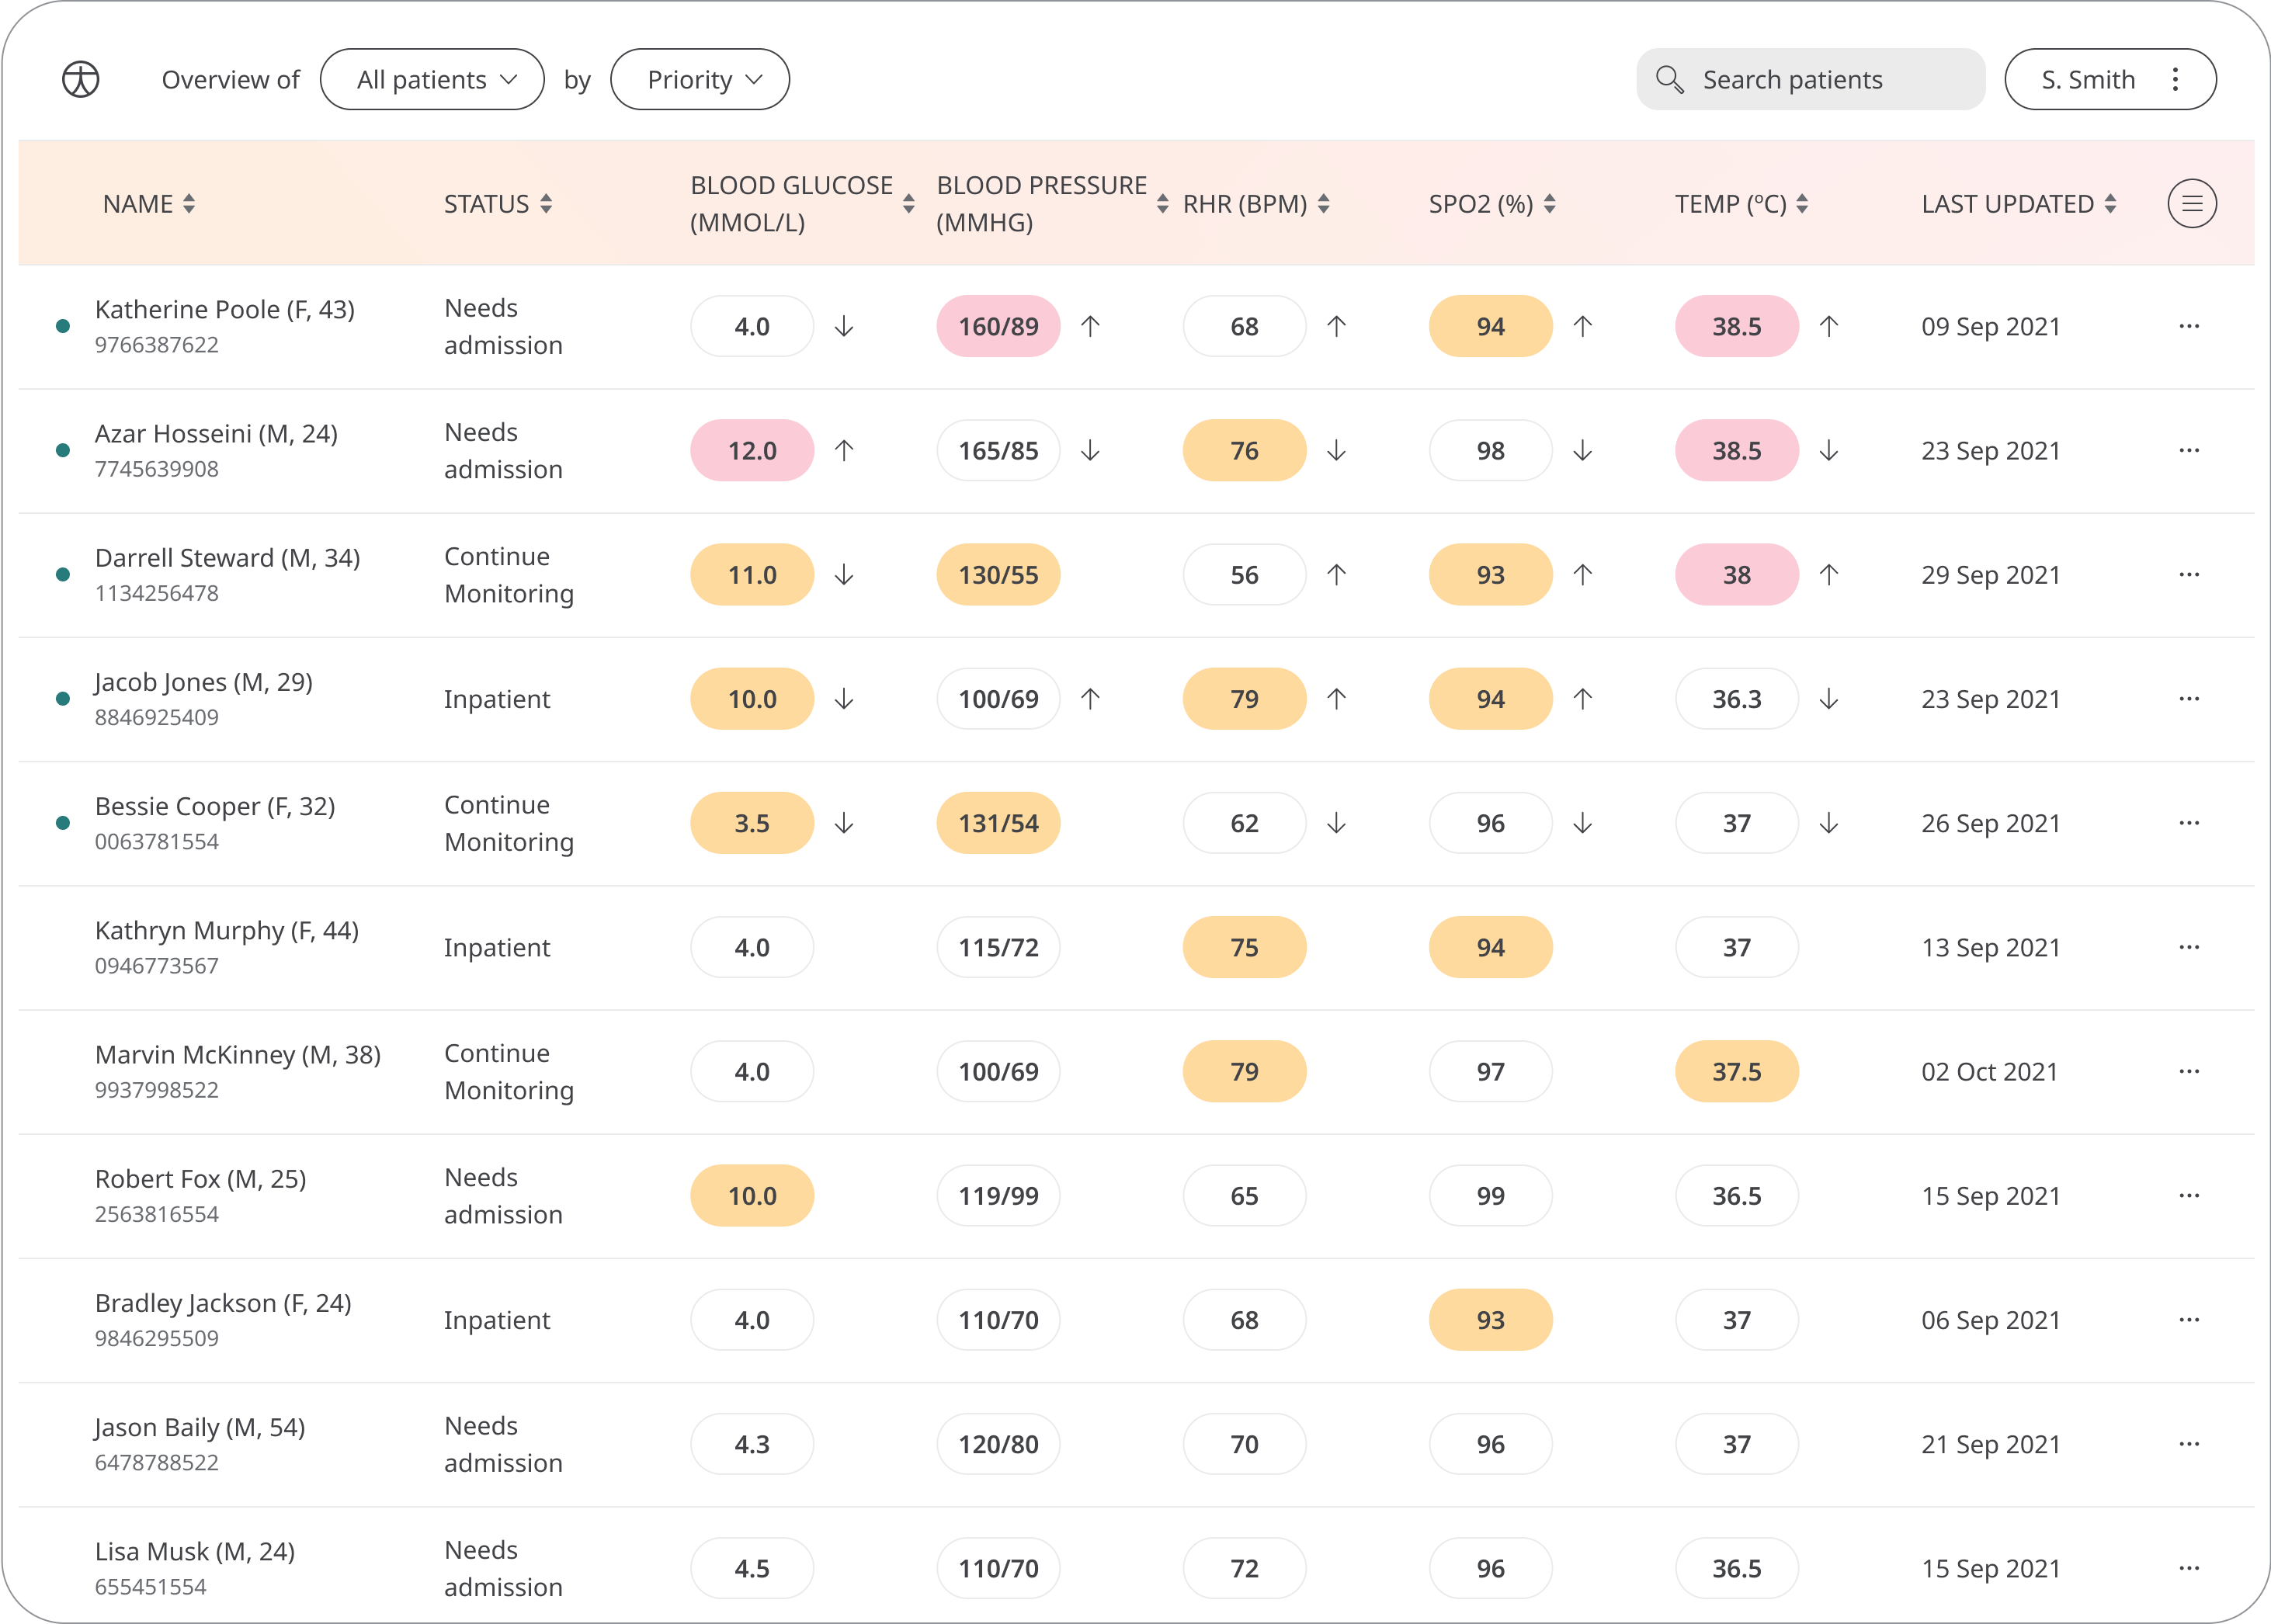 Overview of All patients by Priority Search patients S. Smith
NAME STATUS BLOOD GLUCOSE (MMOL/L) BLOOD PRESSURE (MMHG) RHR (BPM) SPO2 (%) TEMP (ºC) LAST UPDATED
Katherine Poole (F, 43)
9766387622
Needs
admission
4.0 160/89 68 94 38.5 09 Sep 2021
Azar Hosseini (M, 24)
7745639908
Needs
admission
12.0 165/85 76 98 38.5 23 Sep 2021
Darrell Steward (M, 34)
1134256478
Continue
Monitoring
11.0 130/55 56 93 38 29 Sep 2021
Jacob Jones (M, 29)
8846925409
Inpatient
10.0 100/69 79 94 36.3 23 Sep 2021
Bessie Cooper (F, 32)
0063781554
Continue
Monitoring
3.5 131/54 62 96 37 26 Sep 2021
Kathryn Murphy (F, 44)
0946773567
Inpatient
4.0 115/72 75 94 37 13 Sep 2021
Marvin McKinney (M, 38)
9937998522
Continue
Monitoring
4.0 100/69 79 97 37.5 02 Oct 2021
Robert Fox (M, 25)
2563816554
Needs
admission
10.0 119/99 65 99 36.5 15 Sep 2021
Bradley Jackson (F, 24)
9846295509
Inpatient
4.0 110/70 68 93 37 06 Sep 2021
Jason Baily (M, 54)
6478788522
Needs
admission
4.3 120/80 70 96 37 21 Sep 2021
Lisa Musk (M, 24)
655451554
Needs
admission
4.5 110/70 72 96 36.5 15 Sep 2021